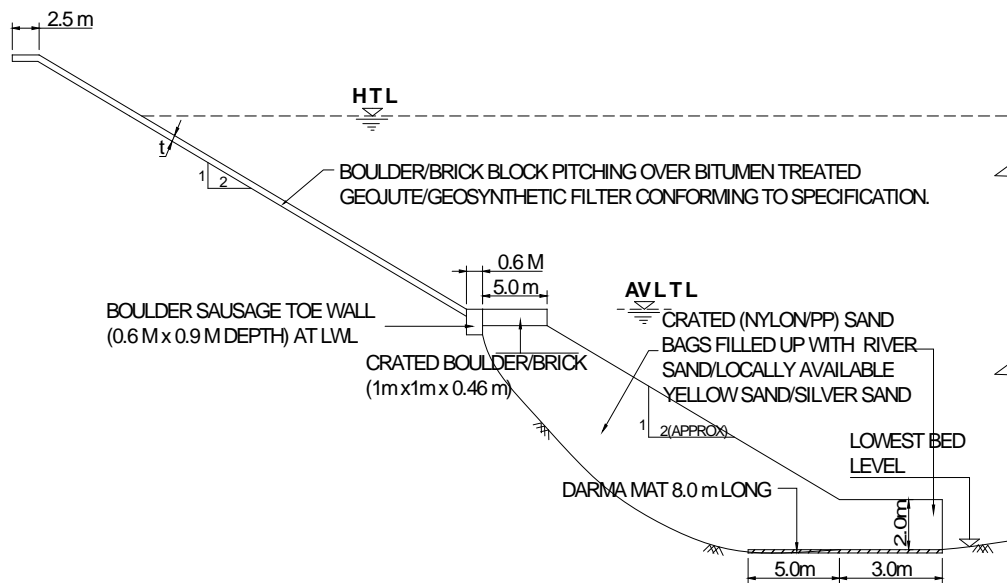 2.5 m
HTL
t
1
2
BOULDER/BRICK BLOCK PITCHING OVER BITUMEN TREATED
GEOJUTE/GEOSYNTHETIC FILTER CONFORMING TO SPECIFICATION.
0.6 M
5.0 m
AVLTL
BOULDER SAUSAGE TOE WALL
(0.6 M x 0.9 M DEPTH) AT LWL
CRATED BOULDER/BRICK
(1m x1m x 0.46 m)
CRATED (NYLON/PP) SAND
BAGS FILLED UP WITH RIVER
SAND/LOCALLY AVAILABLE
YELLOW SAND/SILVER SAND
1
2(APPROX)
LOWEST BED
LEVEL
DARMA MAT 8.0 m LONG
2.0m
5.0m
3.0m